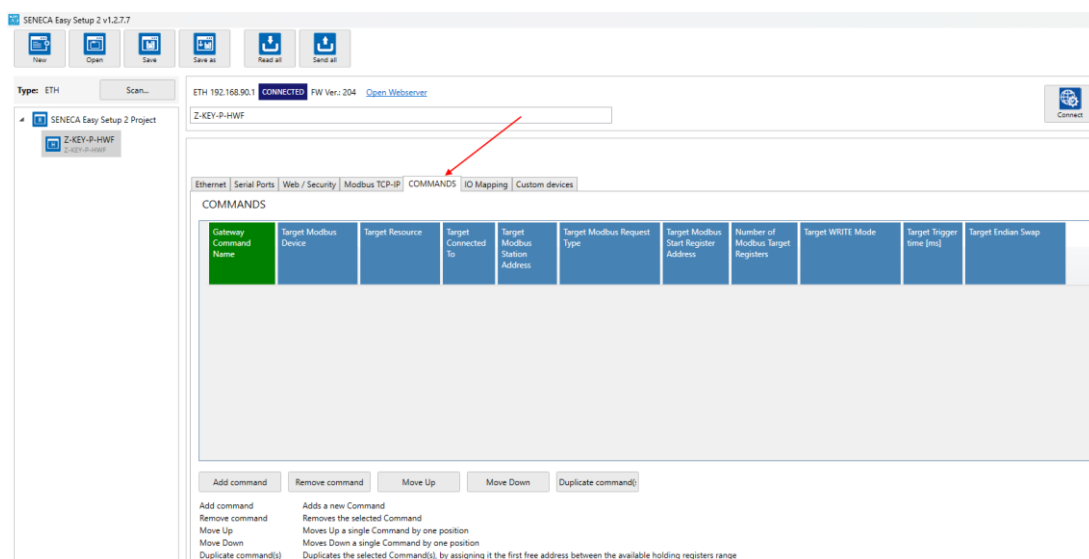 SENECA Easy Setup 2 v1.2.7.7
New Open Save Save as Read all Send all
Type: ETH Scan...
ETH 192.168.90.1 CONNECTED FW Ver.: 204 Open Webserver
Connect
SENECA Easy Setup 2 Project
Z-KEY-P-HWF
Z-KEY-P-HWF
Z-KEY-P-HWF
Ethernet Serial Ports Web / Security Modbus TCP-IP COMMANDS IO Mapping Custom devices
COMMANDS
Gateway Command Name
Target Modbus Device
Target Resource
Target Connected To
Target Modbus Station Address
Target Modbus Request Type
Target Modbus Start Register Address
Number of Modbus Target Registers
Target WRITE Mode
Target Trigger time [ms]
Target Endian Swap
Add command Remove command Move Up Move Down Duplicate command(
Add command Adds a new Command
Remove command Removes the selected Command
Move Up Moves Up a single Command by one position
Move Down Moves Down a single Command by one position
Duplicate command(s) Duplicates the selected Command(s), by assigning it the first free address between the available holding registers range